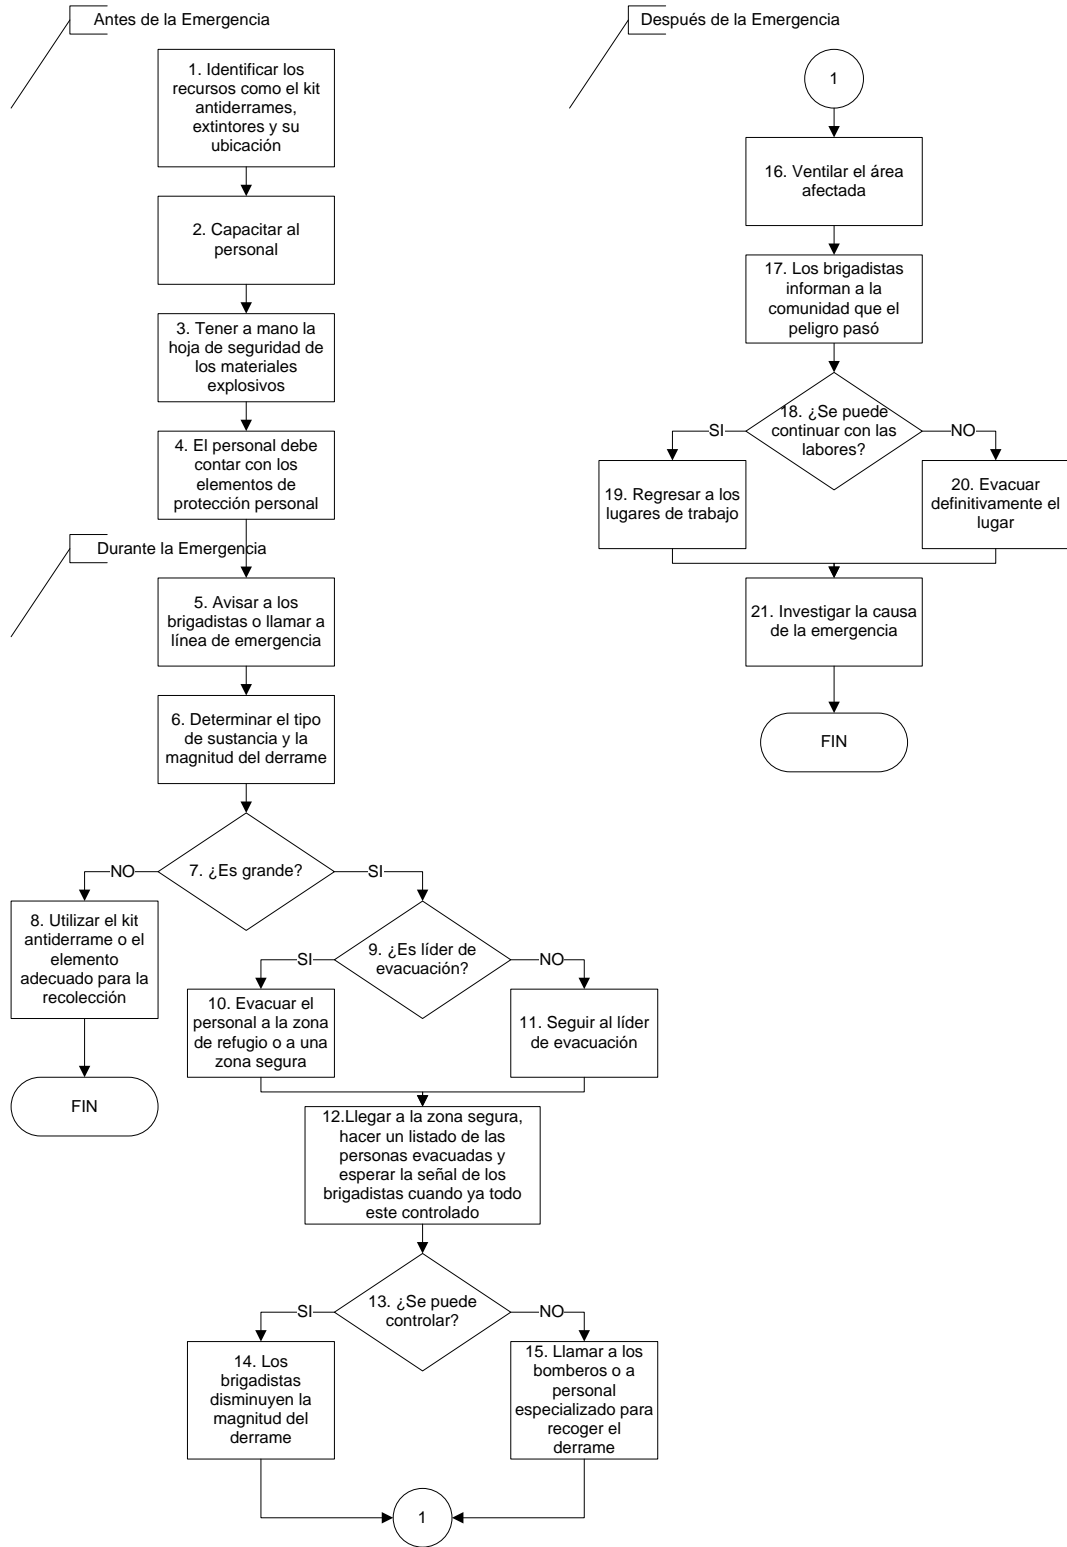 Antes de la Emergencia
1. Identificar los
recursos como el kit
antiderrames,
extintores y su
ubicación
2. Capacitar al
personal
3. Tener a mano la
hoja de seguridad de
los materiales
explosivos
4. El personal debe
contar con los
elementos de
protección personal
Durante la Emergencia
5. Avisar a los
brigadistas o llamar a
línea de emergencia
6. Determinar el tipo
de sustancia y la
magnitud del derrame
7. ¿Es grande?
NO
SI
8. Utilizar el kit
antiderrame o el
elemento
adecuado para la
recolección
FIN
9. ¿Es líder de
evacuación?
SI
NO
10. Evacuar el
personal a la zona
de refugio o a una
zona segura
11. Seguir al líder
de evacuación
12.Llegar a la zona segura,
hacer un listado de las
personas evacuadas y
esperar la señal de los
brigadistas cuando ya todo
este controlado
13. ¿Se puede
controlar?
SI
NO
14. Los
brigadistas
disminuyen la
magnitud del
derrame
15. Llamar a los
bomberos o a
personal
especializado para
recoger el
derrame
1
Después de la Emergencia
1
16. Ventilar el área
afectada
17. Los brigadistas
informan a la
comunidad que el
peligro pasó
18. ¿Se puede
continuar con las
labores?
SI
NO
19. Regresar a los
lugares de trabajo
20. Evacuar
definitivamente el
lugar
21. Investigar la causa
de la emergencia
FIN